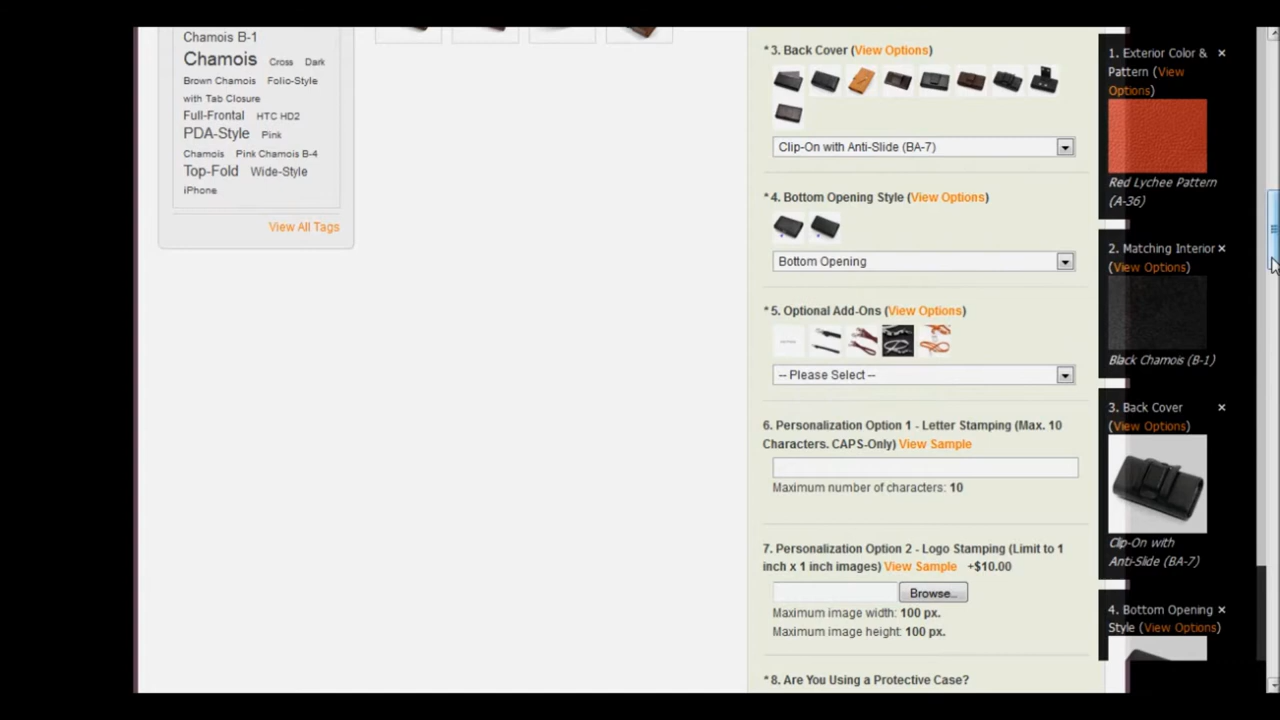 Chamois B-1
Chamois Cross Dark
Brown Chamois Folio-Style
with Tab Closure
Full-Frontal HTC HD2
PDA-Style Pink
Chamois Pink Chamois B-4
Top-Fold Wide-Style
iPhone
View All Tags
*3. Back Cover (View Options)
Clip-On with Anti-Slide (BA-7)
*4. Bottom Opening Style (View Options)
Bottom Opening
*5. Optional Add-Ons (View Options)
-- Please Select --
6. Personalization Option 1 - Letter Stamping (Max. 10
Characters. CAPS-Only) View Sample
Maximum number of characters: 10
7. Personalization Option 2 - Logo Stamping (Limit to 1
inch x 1 inch images) View Sample +$10.00
Browse...
Maximum image width: 100 px.
Maximum image height: 100 px.
*8. Are You Using a Protective Case?
1. Exterior Color & ×
Pattern (View
Options)
Red Lychee Pattern
(A-36)
2. Matching Interior ×
(View Options)
Black Chamois (B-1)
3. Back Cover ×
(View Options)
Clip-On with
Anti-Slide (BA-7)
4. Bottom Opening ×
Style (View Options)